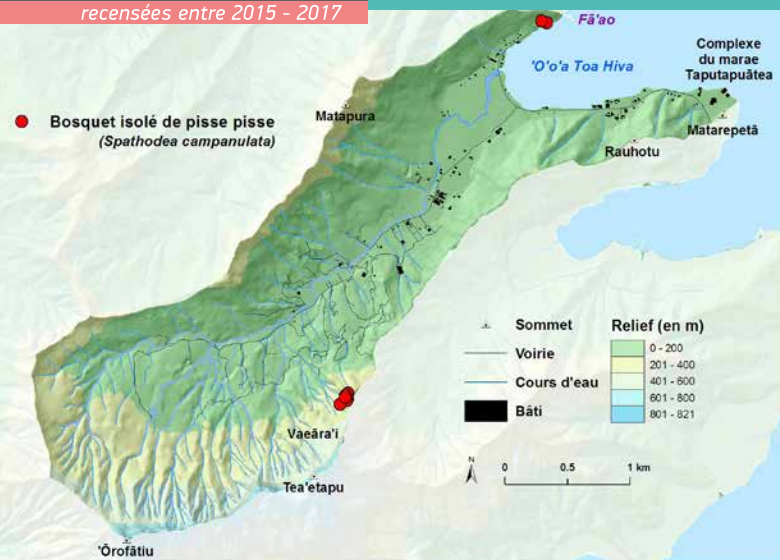 recensées entre 2015 - 2017
Fā'ao
Complexe
du marae
Taputapuātea
'O'o'a Toa Hiva
Bosquet isolé de pisse pisse
(Spathodea campanulata)
Matapura
Matarepetā
Rauhotu
Sommet
Voirie
Cours d'eau
Bâti
Relief (en m)
0 - 200
201 - 400
401 - 600
601 - 800
801 - 821
Vaeāra'i
Tea'etapu
'Ōrofātiu
N
0 0.5 1 km